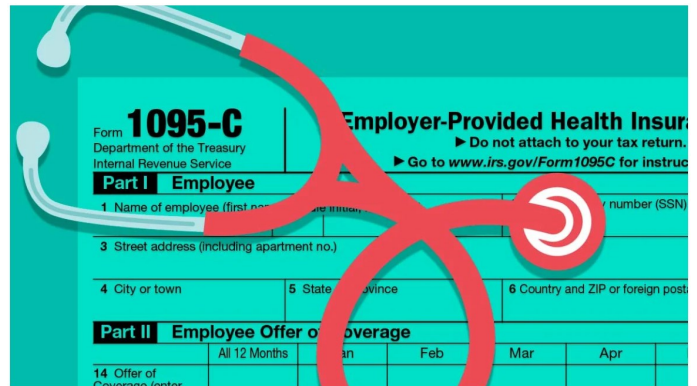 Form 1095-C
Employer-Provided Health Insura
Department of the Treasury
▶ Do not attach to your tax return.
Internal Revenue Service
▶ Go to www.irs.gov/Form1095C for instruc
Part I Employee
1 Name of employee (first initial, number (SSN)
3 Street address (including apartment no.)
4 City or town 5 State 6 Country and ZIP or foreign posta
Part II Employee Offer of Coverage
All 12 Months Feb Mar Apr
14 Offer of
Coverage (enter